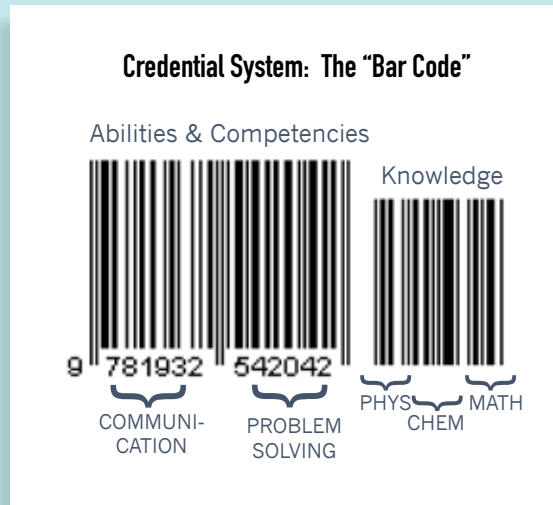 Credential System: The “Bar Code”
Abilities & Competencies
Knowledge
9 781932 542042
COMMUNI-
CATION
PROBLEM
SOLVING
PHYS
CHEM
MATH